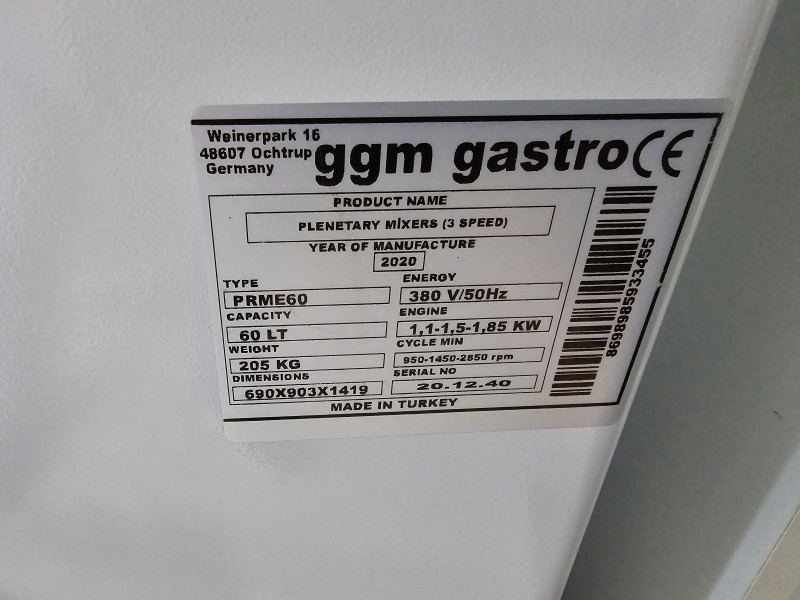 Weinerpark 16
48607 Ochtrup
Germany
ggm gastro CE
PRODUCT NAME
PLENETARY MİXERS (3 SPEED)
YEAR OF MANUFACTURE
2020
TYPE
PRME60
ENERGY
380 V/50Hz
CAPACITY
60 LT
ENGINE
1,1-1,5-1,85 KW
WEIGHT
205 KG
CYCLE MIN
950-1450-2850 rpm
DIMENSIONS
690X903X1419
SERIAL NO
20.12.40
MADE IN TURKEY
8698985933455